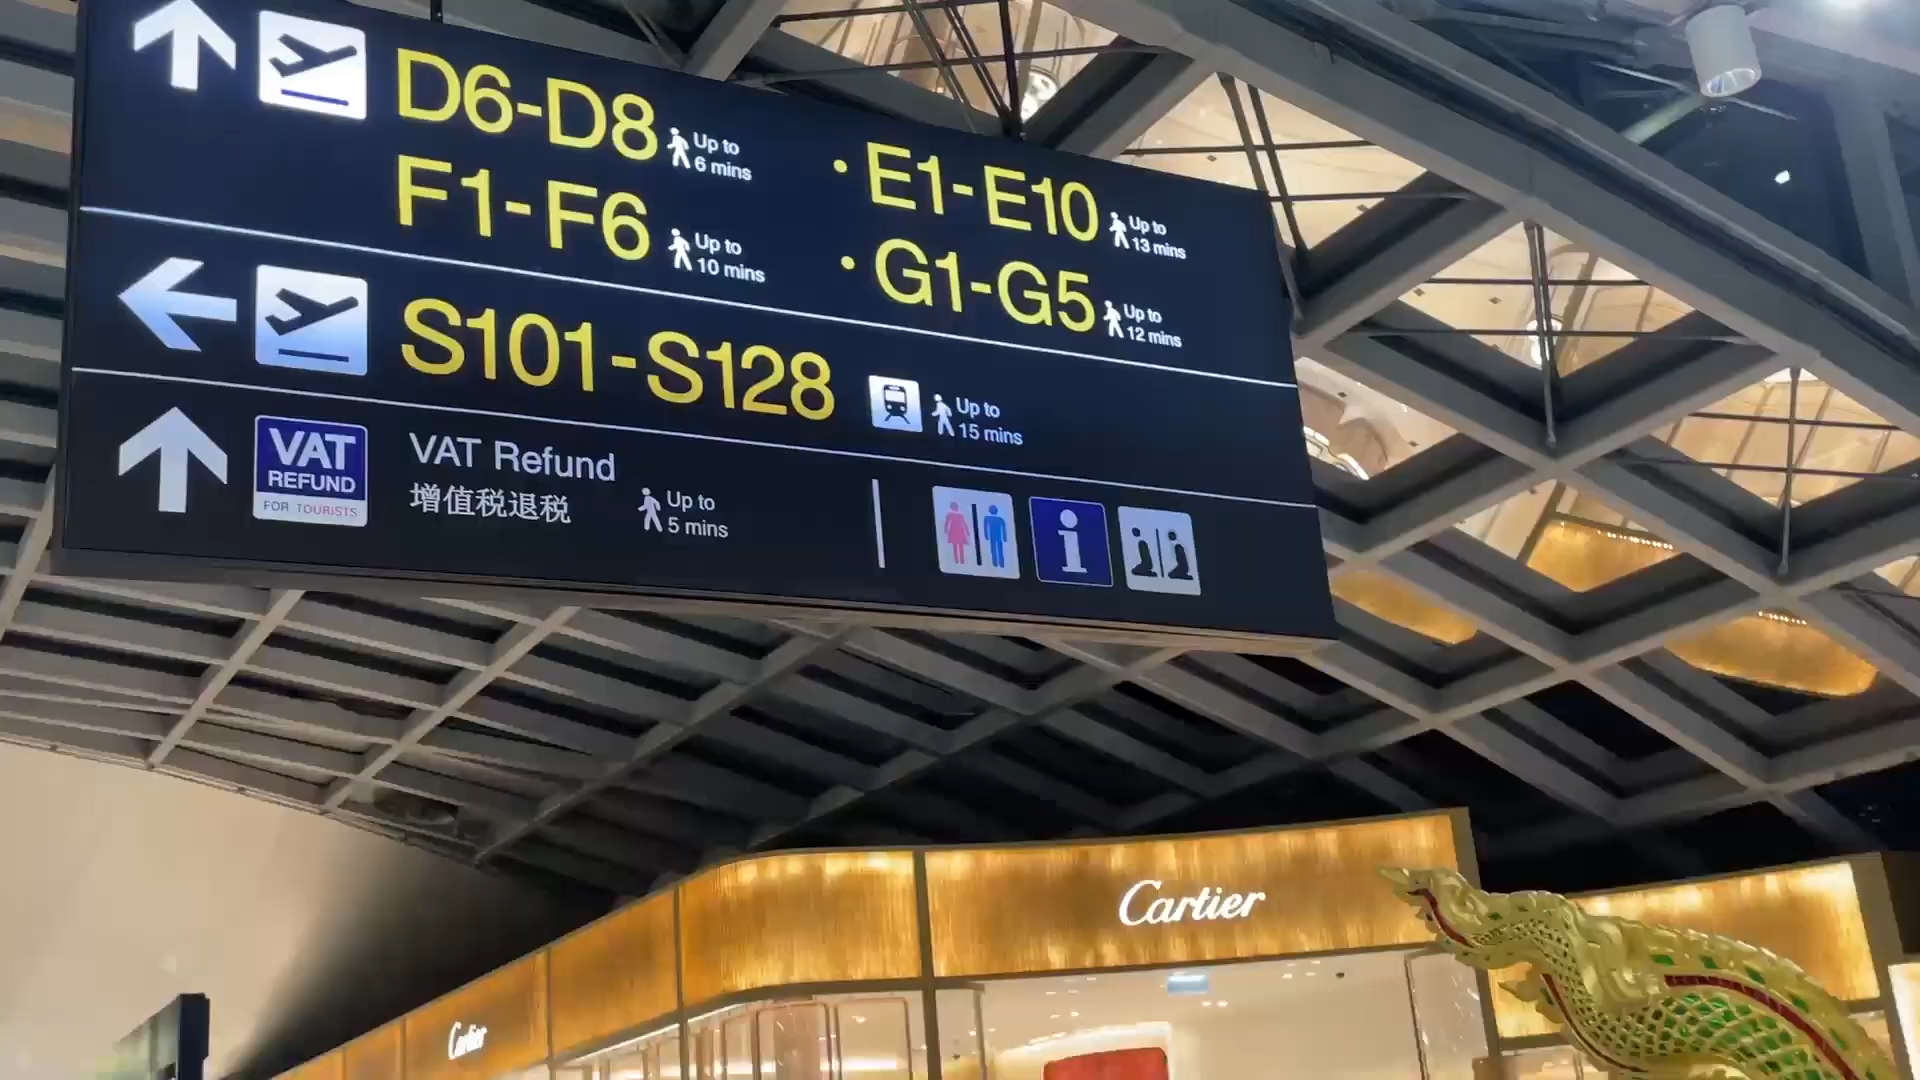 D6-D8 Up to 6 mins
• E1-E10 Up to 13 mins
F1-F6 Up to 10 mins
• G1-G5 Up to 12 mins
S101-S128 Up to 15 mins
VAT REFUND FOR TOURISTS
VAT Refund
增值税退税
Up to 5 mins
i
Cartier
Cartier